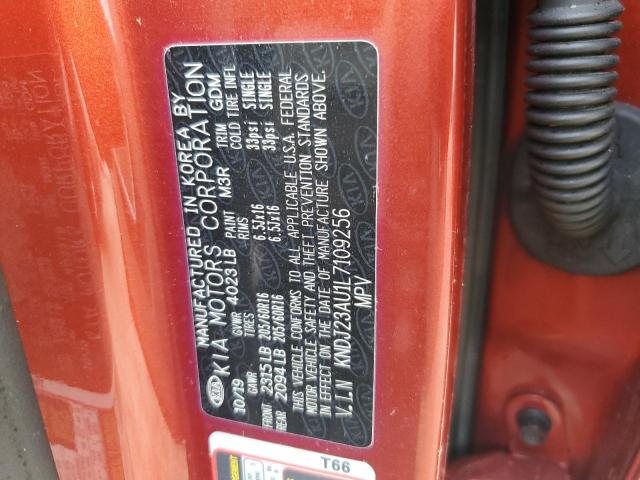 MANUFACTURED IN KOREA BY
KIA KIA MOTORS CORPORATION
10/19 GVWR 4023 LB PAINT M3R TRIM GDM
GAWR TIRES RIMS COLD TIRE INFL
FRONT 2315 LB 205/60R16 6.5Jx16 33psi SINGLE
REAR 2094 LB 205/60R16 6.5Jx16 33psi SINGLE
THIS VEHICLE CONFORMS TO ALL APPLICABLE U.S.A. FEDERAL
MOTOR VEHICLE SAFETY AND THEFT PREVENTION STANDARDS
IN EFFECT ON THE DATE OF MANUFACTURE SHOWN ABOVE.
V.I.N KNDJ23AU1L7109256
MPV
T66